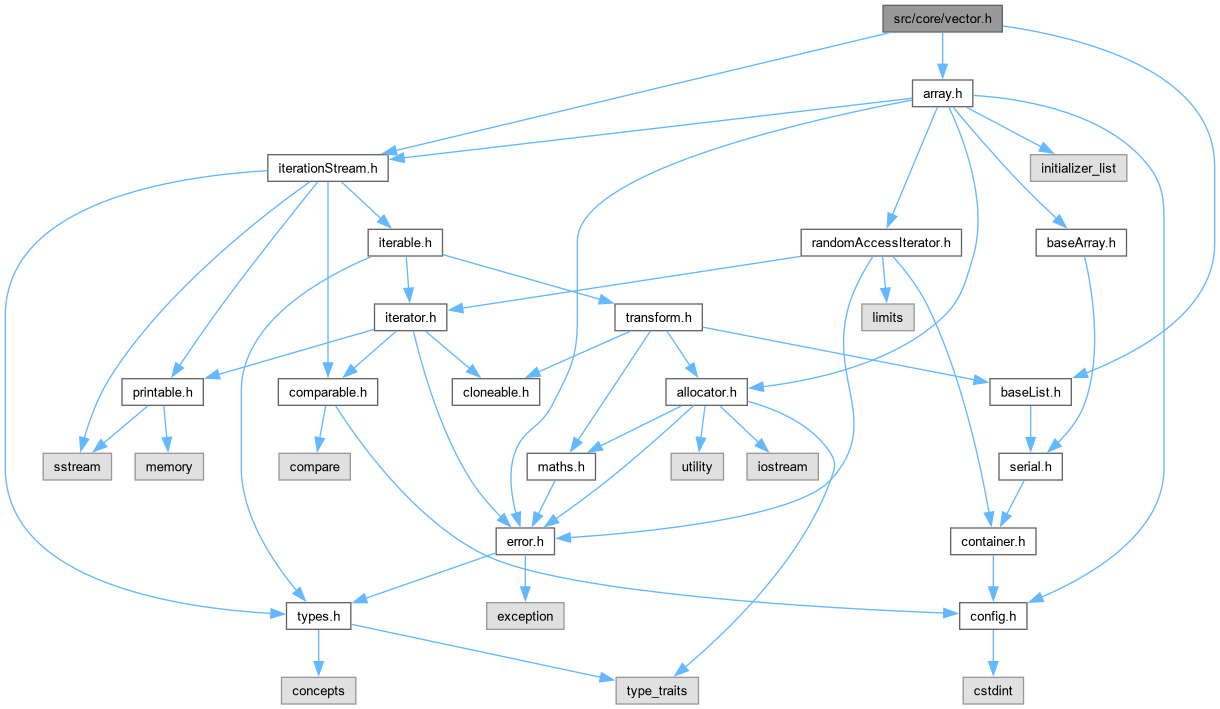 src/core/vector.h
array.h
iterationStream.h
initializer_list
iterable.h
randomAccessIterator.h
baseArray.h
iterator.h
transform.h
limits
printable.h
comparable.h
cloneable.h
allocator.h
baseList.h
sstream
memory
compare
maths.h
utility
iostream
serial.h
error.h
container.h
types.h
exception
config.h
concepts
type_traits
cstdint